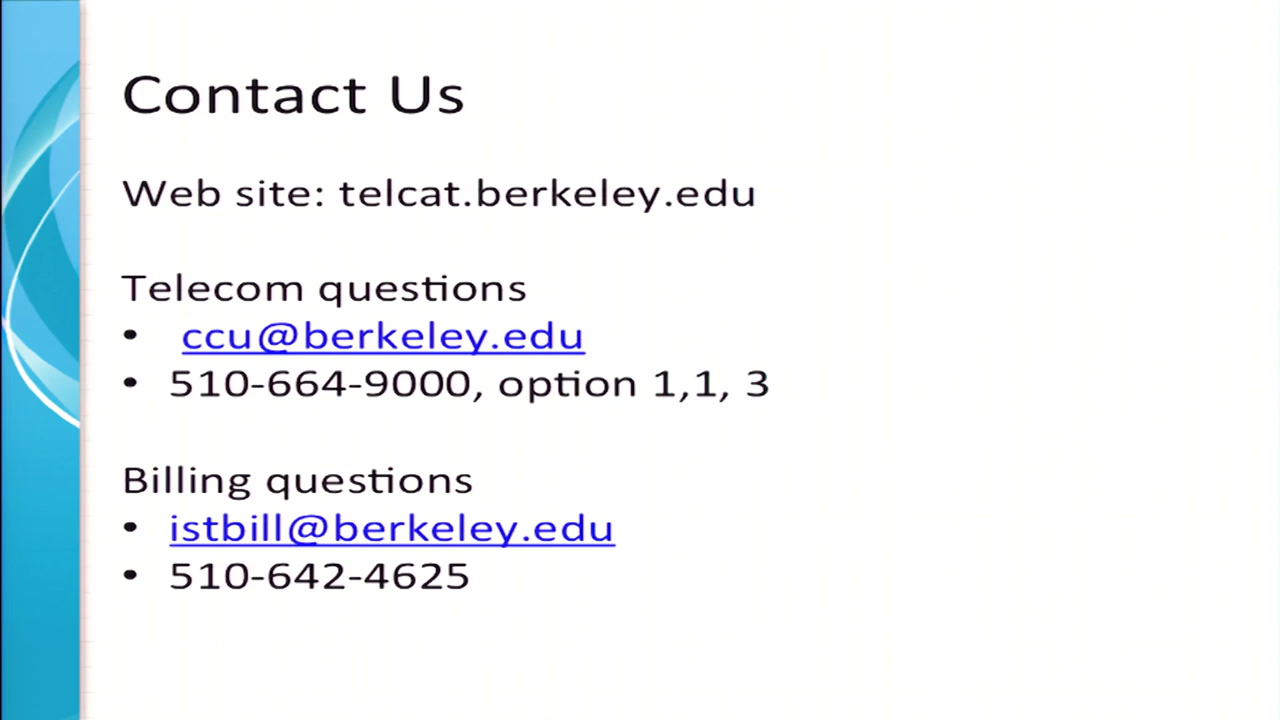 Contact Us
Web site: telcat.berkeley.edu
Telecom questions
• ccu@berkeley.edu
• 510-664-9000, option 1,1, 3
Billing questions
• istbill@berkeley.edu
• 510-642-4625